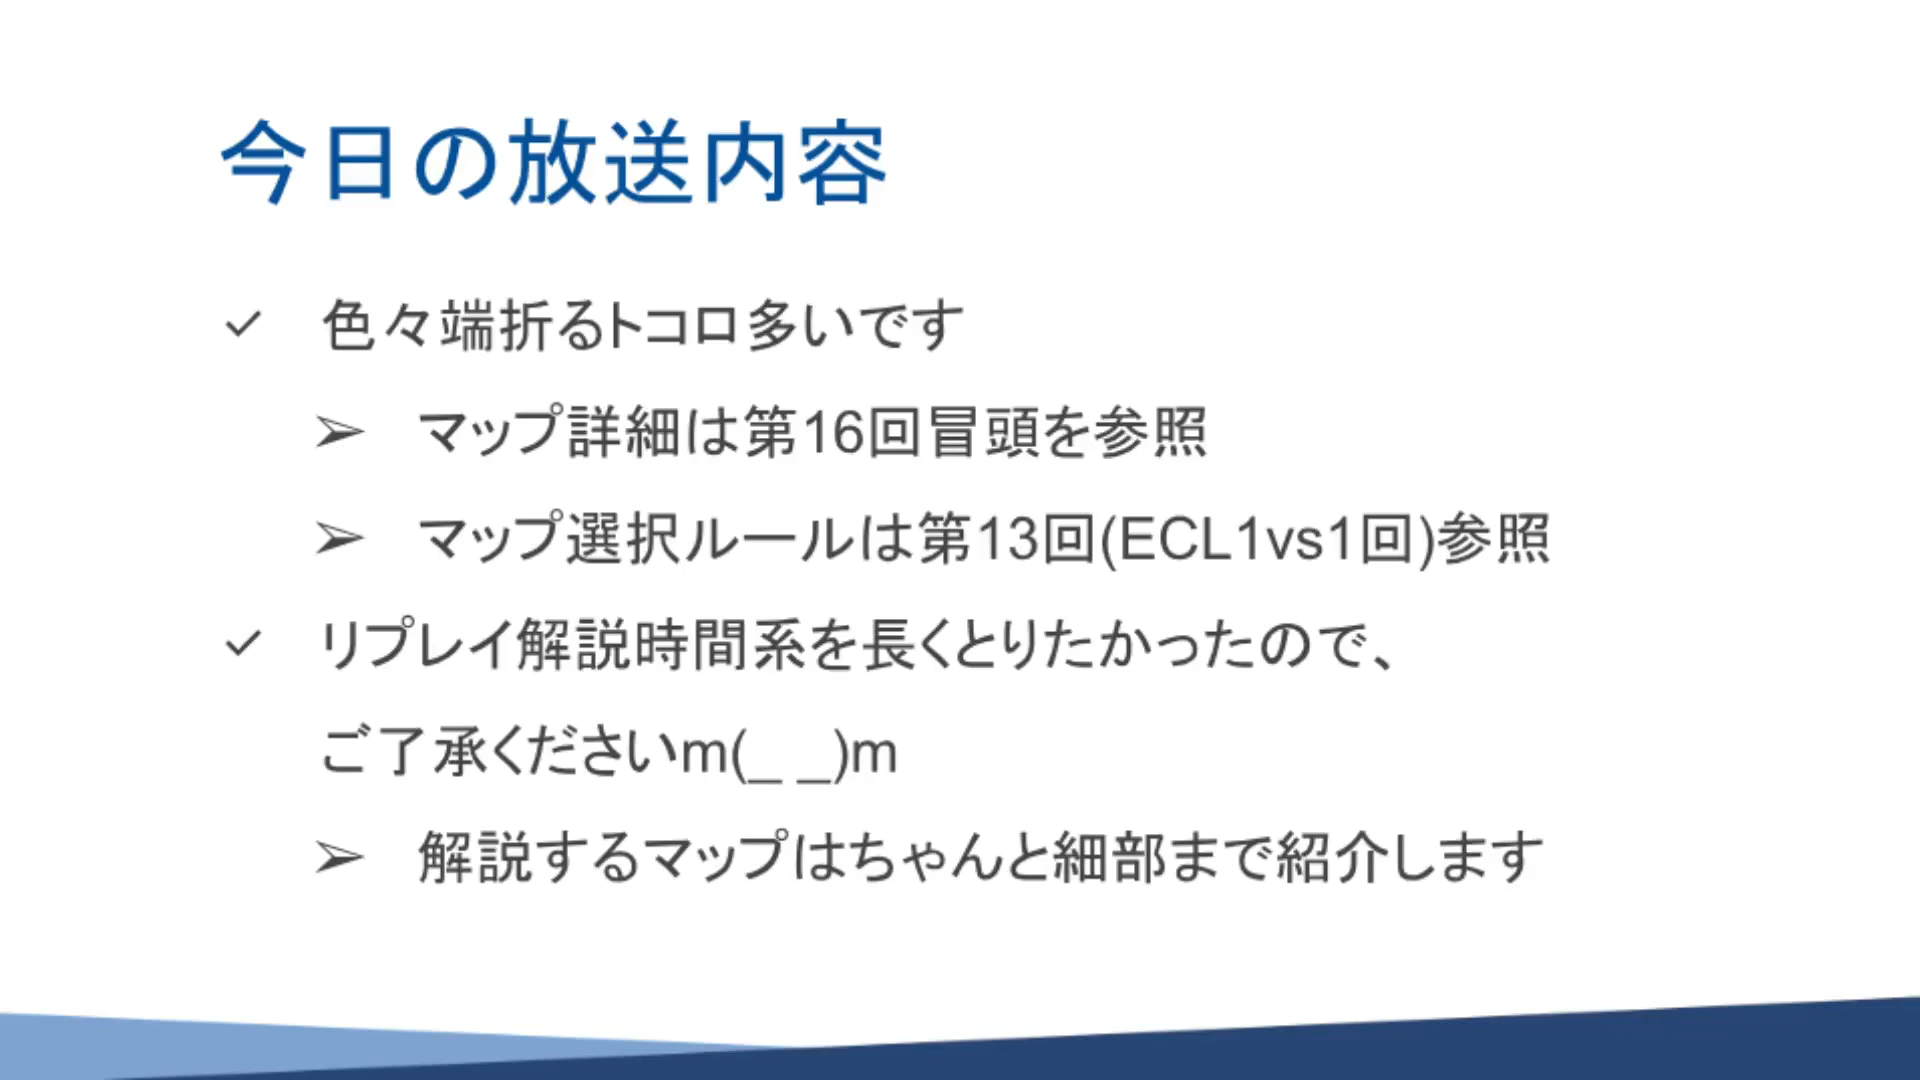 今日の放送内容
✓ 色々端折るトコロ多いです
➢ マップ詳細は第16回冒頭を参照
➢ マップ選択ルールは第13回(ECL1vs1回)参照
✓ リプレイ解説時間系を長くとりたかったので、
ご了承くださいm(_ _)m
➢ 解説するマップはちゃんと細部まで紹介します